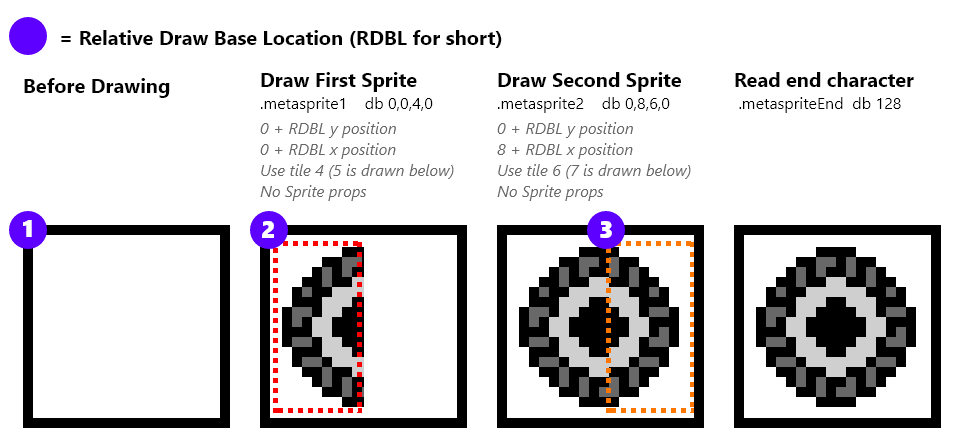 = Relative Draw Base Location (RDBL for short)
Before Drawing
Draw First Sprite
.metasprite1 db 0,0,4,0
0 + RDBL y position
0 + RDBL x position
Use tile 4 (5 is drawn below)
No Sprite props
Draw Second Sprite
.metasprite2 db 0,8,6,0
0 + RDBL y position
8 + RDBL x position
Use tile 6 (7 is drawn below)
No Sprite props
Read end character
.metaspriteEnd db 128
1
2
3